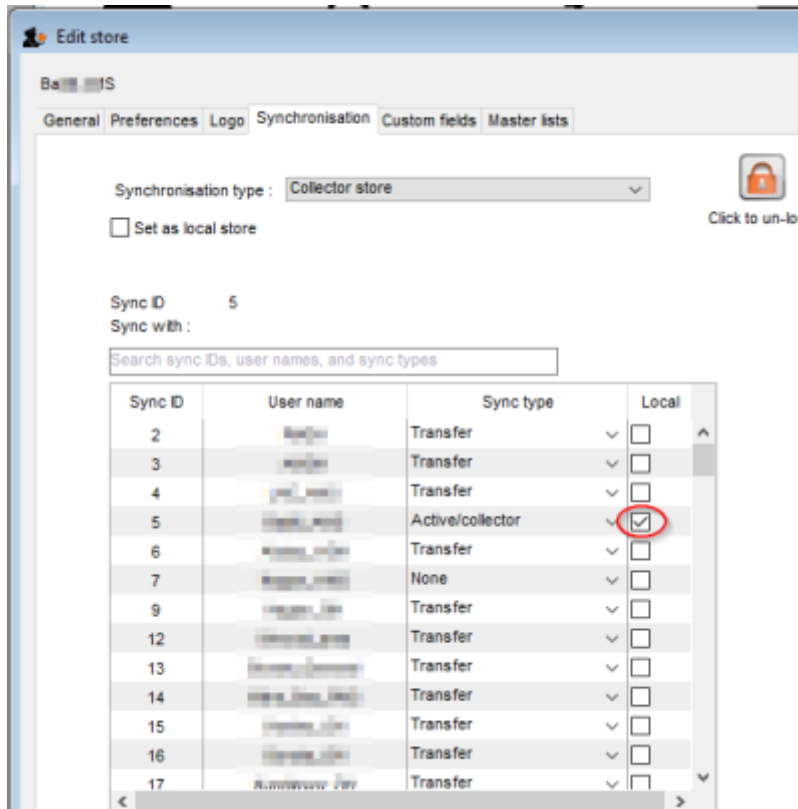 Edit store
General Preferences Logo Synchronisation Custom fields Master lists
Synchronisation type : Collector store
Click to un-lo
Set as local store
Sync ID 5
Sync with :
Search sync IDs, user names, and sync types
Sync ID User name Sync type Local
2 Transfer
3 Transfer
4 Transfer
5 Active/collector
6 Transfer
7 None
9 Transfer
12 Transfer
13 Transfer
14 Transfer
15 Transfer
16 Transfer
17 Transfer